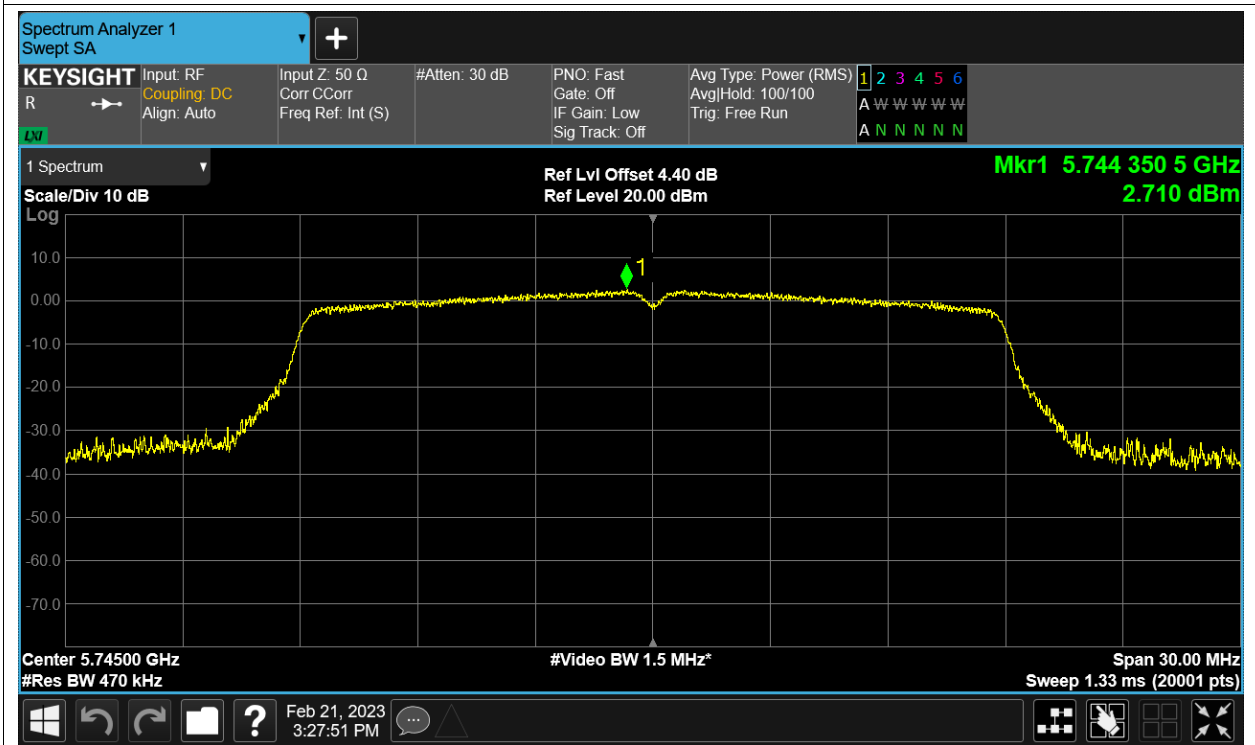 Spectrum Analyzer 1
Swept SA
KEYSIGHT Input: RF Input Z: 50 Ω #Atten: 30 dB PNO: Fast Avg Type: Power (RMS) 1 2 3 4 5 6
R Coupling: DC Corr CCorr Gate: Off Avg|Hold: 100/100 A W W W W W
Align: Auto Freq Ref: Int (S) IF Gain: Low Trig: Free Run
LXI Sig Track: Off A N N N N N
1 Spectrum Ref Lvl Offset 4.40 dB Mkr1 5.744 350 5 GHz
Scale/Div 10 dB Ref Level 20.00 dBm 2.710 dBm
Log
10.0
1
0.00
-10.0
-20.0
-30.0
-40.0
-50.0
-60.0
-70.0
Center 5.74500 GHz #Video BW 1.5 MHz* Span 30.00 MHz
#Res BW 470 kHz Sweep 1.33 ms (20001 pts)
? Feb 21, 2023
3:27:51 PM